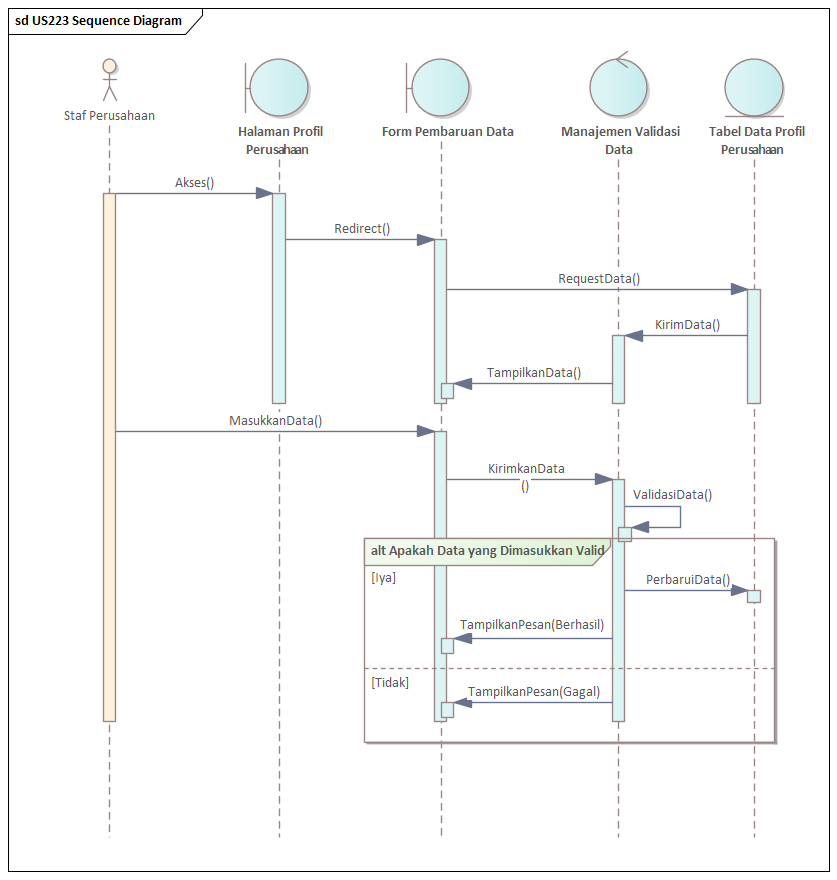 sd US223 Sequence Diagram
Staf Perusahaan
Halaman Profil
Perusahaan
Form Pembaruan Data
Manajemen Validasi
Data
Tabel Data Profil
Perusahaan
Akses()
Redirect()
RequestData()
KirimData()
TampilkanData()
MasukkanData()
KirimkanData
()
ValidasiData()
alt Apakah Data yang Dimasukkan Valid
[Iya]
PerbaruiData()
TampilkanPesan(Berhasil)
[Tidak]
TampilkanPesan(Gagal)